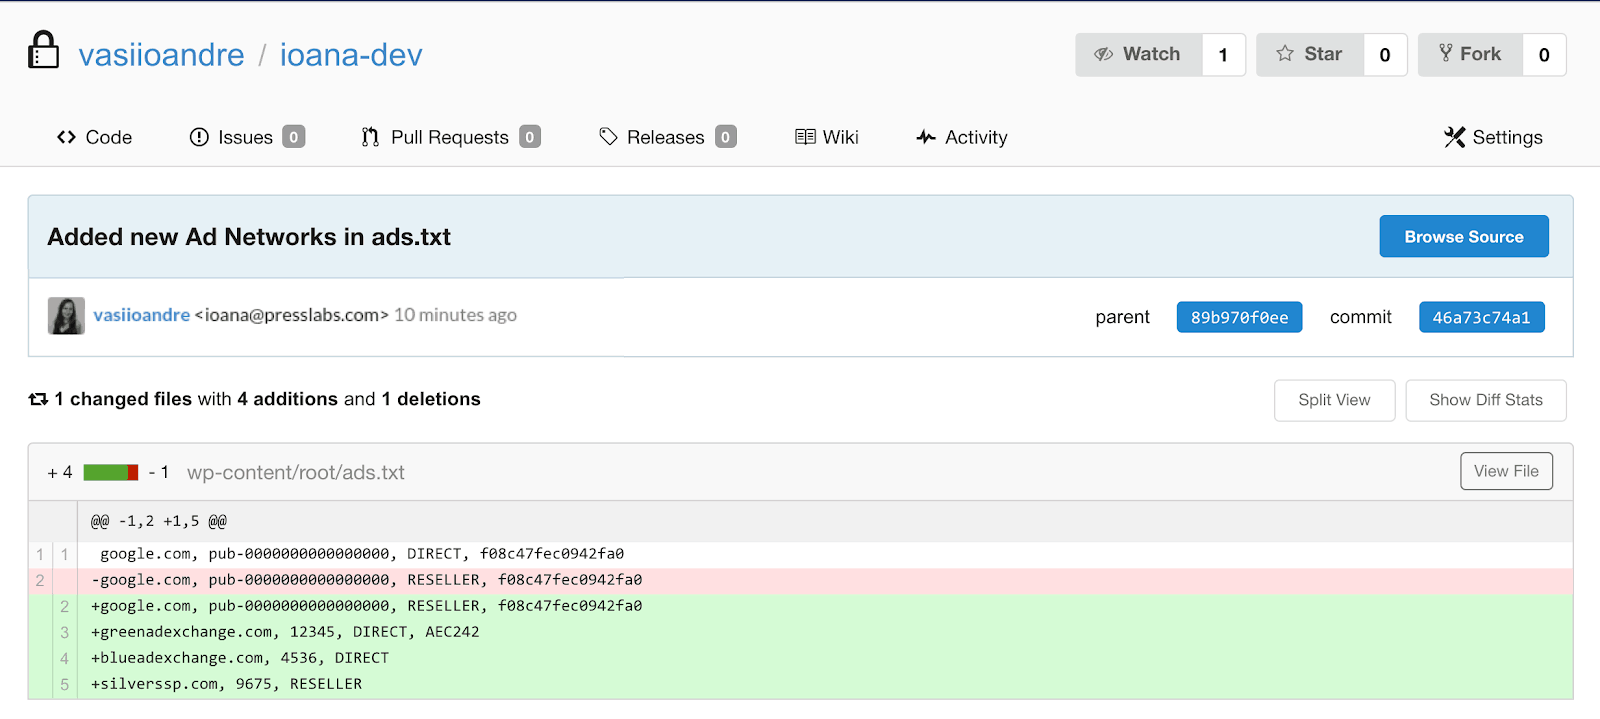 vasiioandre / ioana-dev
Watch 1 Star 0 Fork 0
Code Issues 0 Pull Requests 0 Releases 0 Wiki Activity Settings
Added new Ad Networks in ads.txt Browse Source
vasiioandre <ioana@presslabs.com> 10 minutes ago parent 89b970f0ee commit 46a73c74a1
1 changed files with 4 additions and 1 deletions Split View Show Diff Stats
+ 4 - 1 wp-content/root/ads.txt View File
@@ -1,2 +1,5 @@
1 1 google.com, pub-0000000000000000, DIRECT, f08c47fec0942fa0
2 -google.com, pub-0000000000000000, RESELLER, f08c47fec0942fa0
2 +google.com, pub-0000000000000000, RESELLER, f08c47fec0942fa0
3 +greenadexchange.com, 12345, DIRECT, AEC242
4 +blueadexchange.com, 4536, DIRECT
5 +silverssp.com, 9675, RESELLER